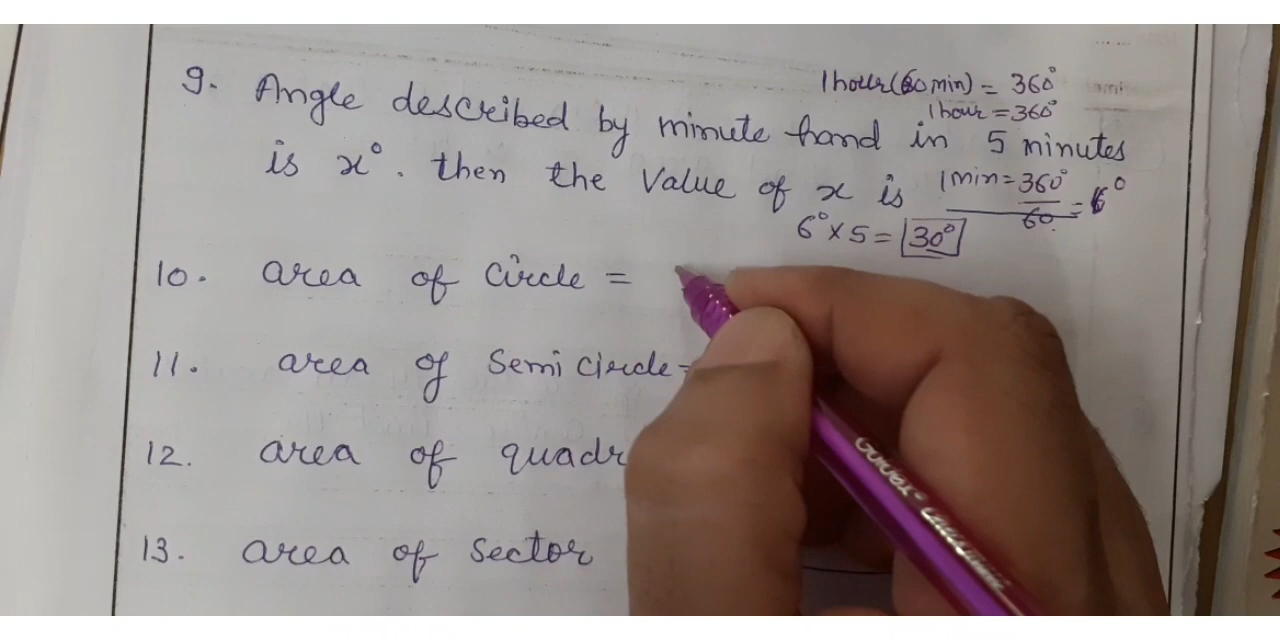 1 hour (60 min) = 360°
1 hour = 360°
9. Angle described by minute hand in 5 minutes
is x°. then the Value of x is 1 min = 360°/60 = 6°
6° x 5 = 30°
10. area of Circle =
11. area of Semi Circle =
12. area of quadr
13. area of Sector